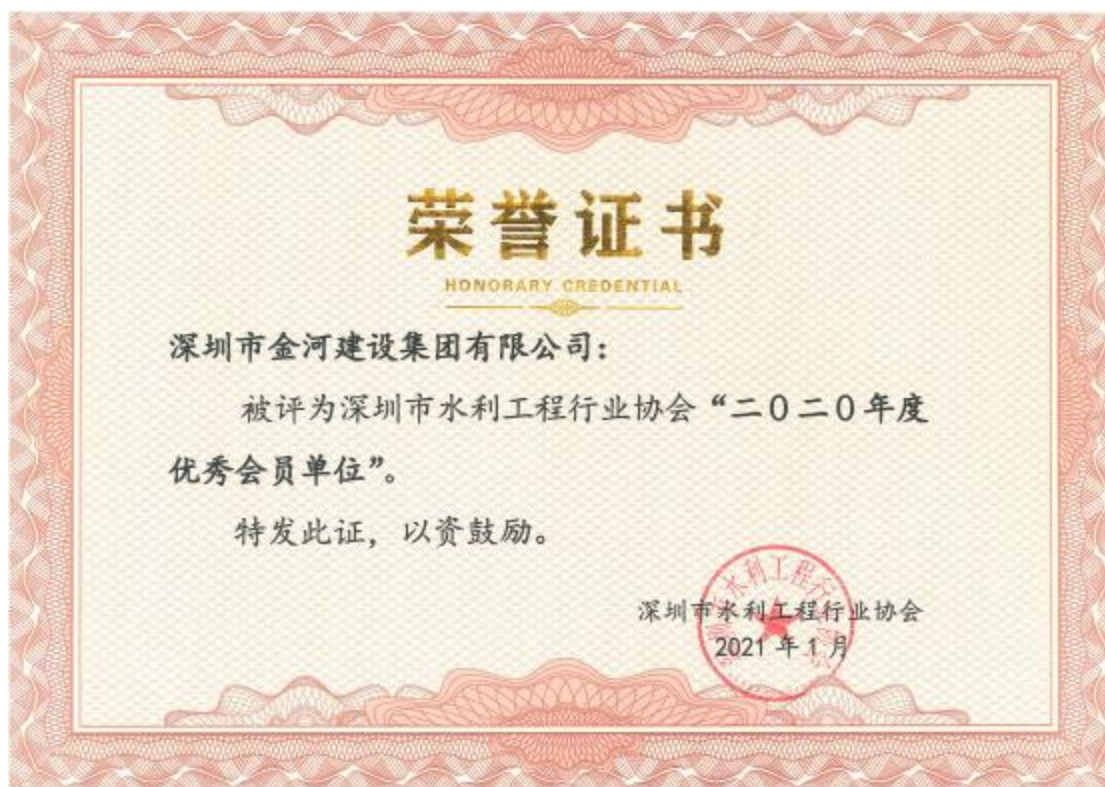 荣誉证书
HONORARY CREDENTIAL
深圳市金河建设集团有限公司：
被评为深圳市水利工程行业协会“二〇二〇年度
优秀会员单位”。
特发此证，以资鼓励。
深圳市水利工程行业协会
2021 年 1 月